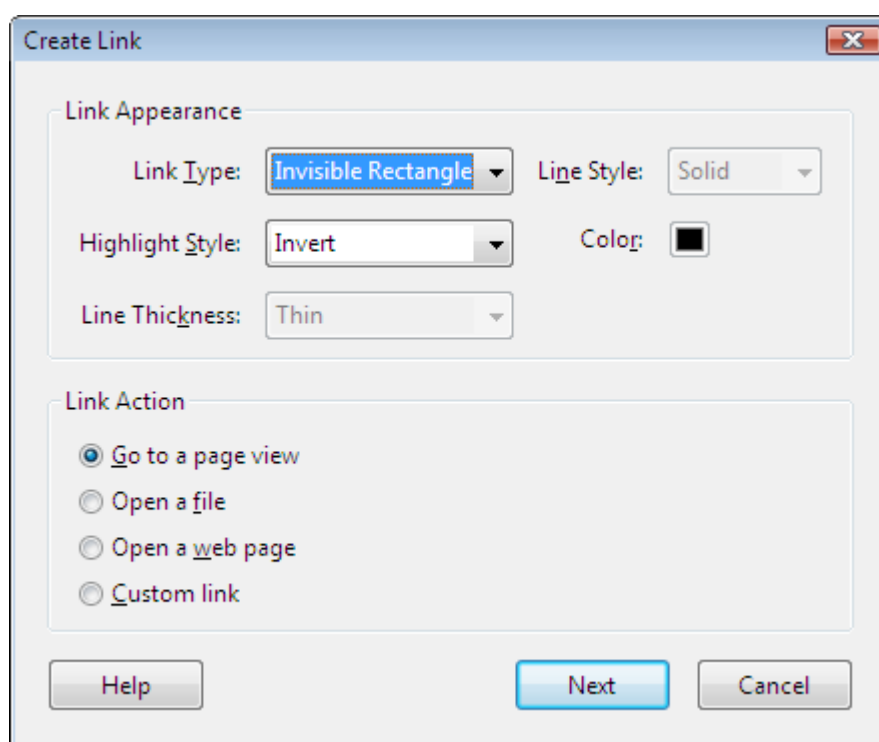 Create Link
Link Appearance
Link Type: Invisible Rectangle Line Style: Solid
Highlight Style: Invert Color:
Line Thickness: Thin
Link Action
Go to a page view
Open a file
Open a web page
Custom link
Help Next Cancel